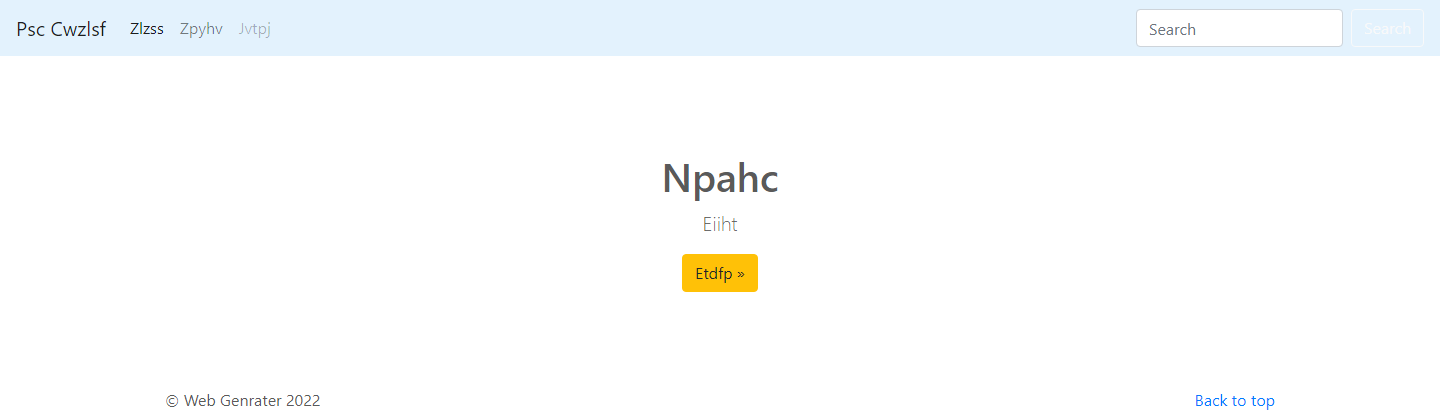 Psc Cwzlsf Zlzss Zpyhv Jvtpj Search Search
Npahc
Eiiht
Etdfp »
© Web Genrater 2022 Back to top